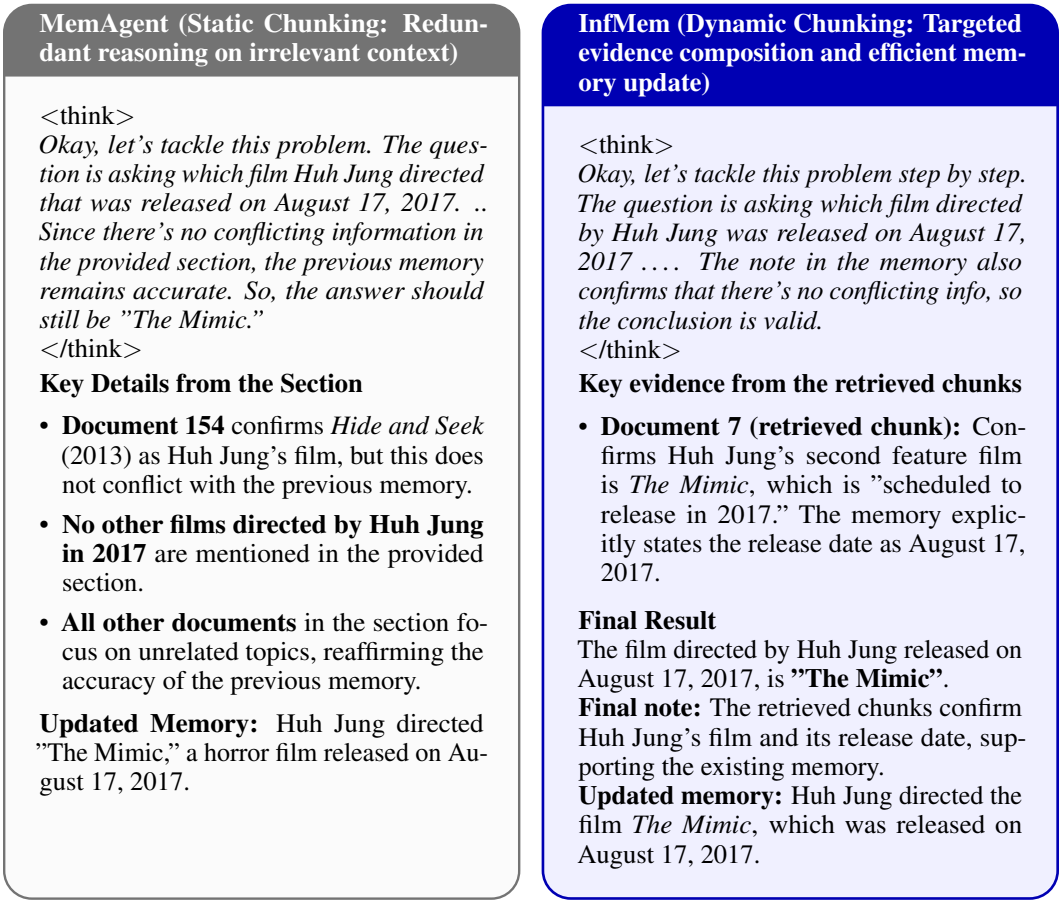 MemAgent (Static Chunking: Redun-
dant reasoning on irrelevant context)
<think>
Okay, let's tackle this problem. The ques-
tion is asking which film Huh Jung directed
that was released on August 17, 2017. ..
Since there's no conflicting information in
the provided section, the previous memory
remains accurate. So, the answer should
still be ”The Mimic.”
</think>
Key Details from the Section
• Document 154 confirms Hide and Seek
(2013) as Huh Jung's film, but this does
not conflict with the previous memory.
• No other films directed by Huh Jung
in 2017 are mentioned in the provided
section.
• All other documents in the section fo-
cus on unrelated topics, reaffirming the
accuracy of the previous memory.
Updated Memory: Huh Jung directed
”The Mimic,” a horror film released on Au-
gust 17, 2017.
InfMem (Dynamic Chunking: Targeted
evidence composition and efficient mem-
ory update)
<think>
Okay, let's tackle this problem step by step.
The question is asking which film directed
by Huh Jung was released on August 17,
2017 .... The note in the memory also
confirms that there's no conflicting info, so
the conclusion is valid.
</think>
Key evidence from the retrieved chunks
• Document 7 (retrieved chunk): Con-
firms Huh Jung's second feature film
is The Mimic, which is ”scheduled to
release in 2017.” The memory explic-
itly states the release date as August 17,
2017.
Final Result
The film directed by Huh Jung released on
August 17, 2017, is ”The Mimic”.
Final note: The retrieved chunks confirm
Huh Jung's film and its release date, sup-
porting the existing memory.
Updated memory: Huh Jung directed the
film The Mimic, which was released on
August 17, 2017.